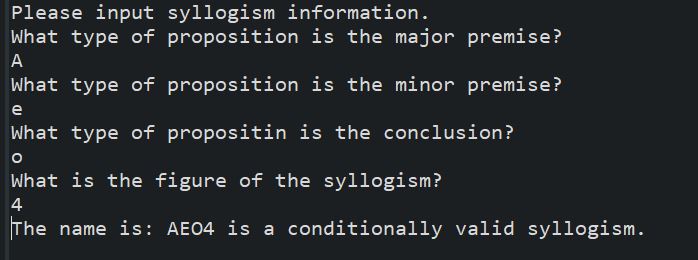 Please input syllogism information.
What type of proposition is the major premise?
A
What type of proposition is the minor premise?
e
What type of propositin is the conclusion?
o
What is the figure of the syllogism?
4
The name is: AEO4 is a conditionally valid syllogism.